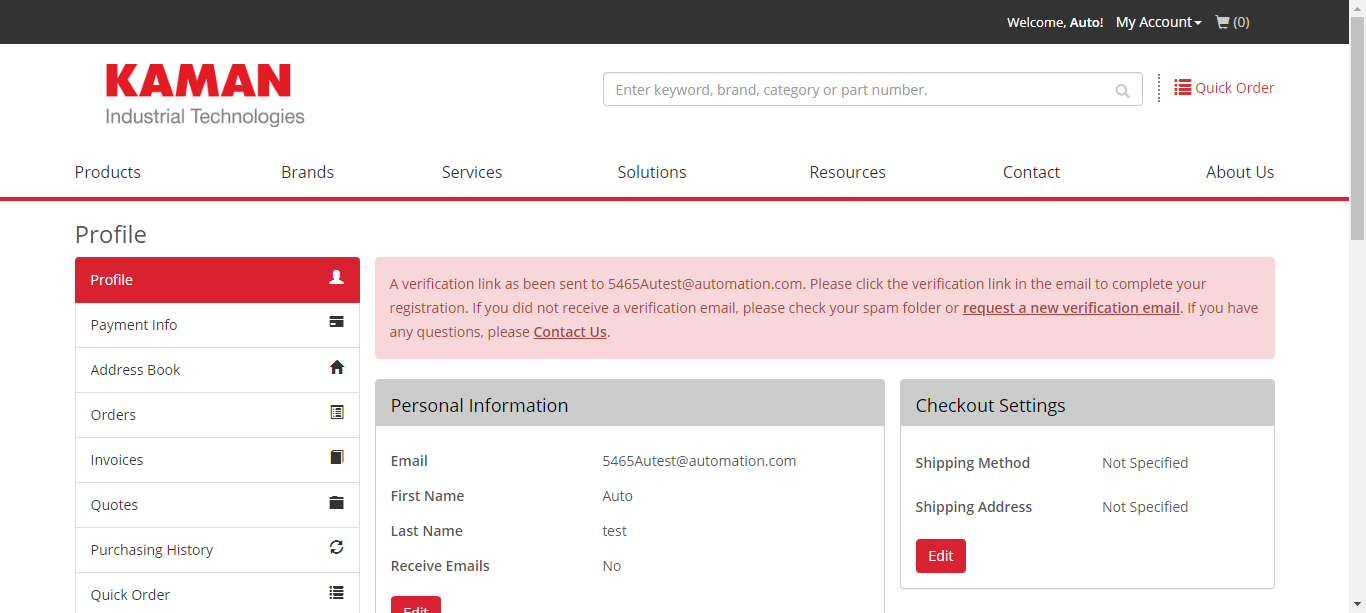 Welcome, Auto! My Account (0)
KAMAN
Industrial Technologies
Enter keyword, brand, category or part number.
Quick Order
Products Brands Services Solutions Resources Contact About Us
Profile
Profile
Payment Info
Address Book
Orders
Invoices
Quotes
Purchasing History
Quick Order
A verification link as been sent to 5465Autest@automation.com. Please click the verification link in the email to complete your
registration. If you did not receive a verification email, please check your spam folder or request a new verification email. If you have
any questions, please Contact Us.
Personal Information
Email 5465Autest@automation.com
First Name Auto
Last Name test
Receive Emails No
Edit
Checkout Settings
Shipping Method Not Specified
Shipping Address Not Specified
Edit